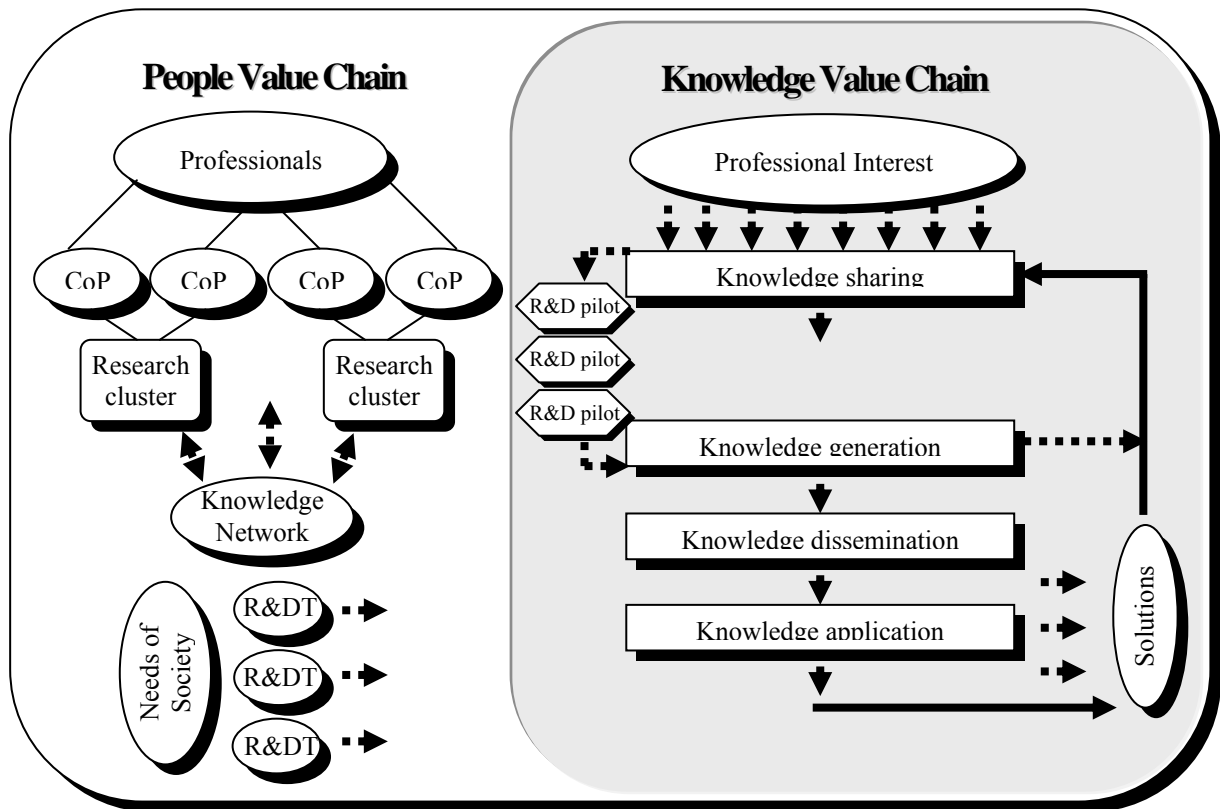 People Value Chain
Professionals
CoP
CoP
CoP
CoP
Research
cluster
Research
cluster
Knowledge
Network
Needs of
Society
R&DT
R&DT
R&DT
Knowledge Value Chain
Professional Interest
Knowledge sharing
R&D pilot
R&D pilot
R&D pilot
Knowledge generation
Knowledge dissemination
Knowledge application
Solutions